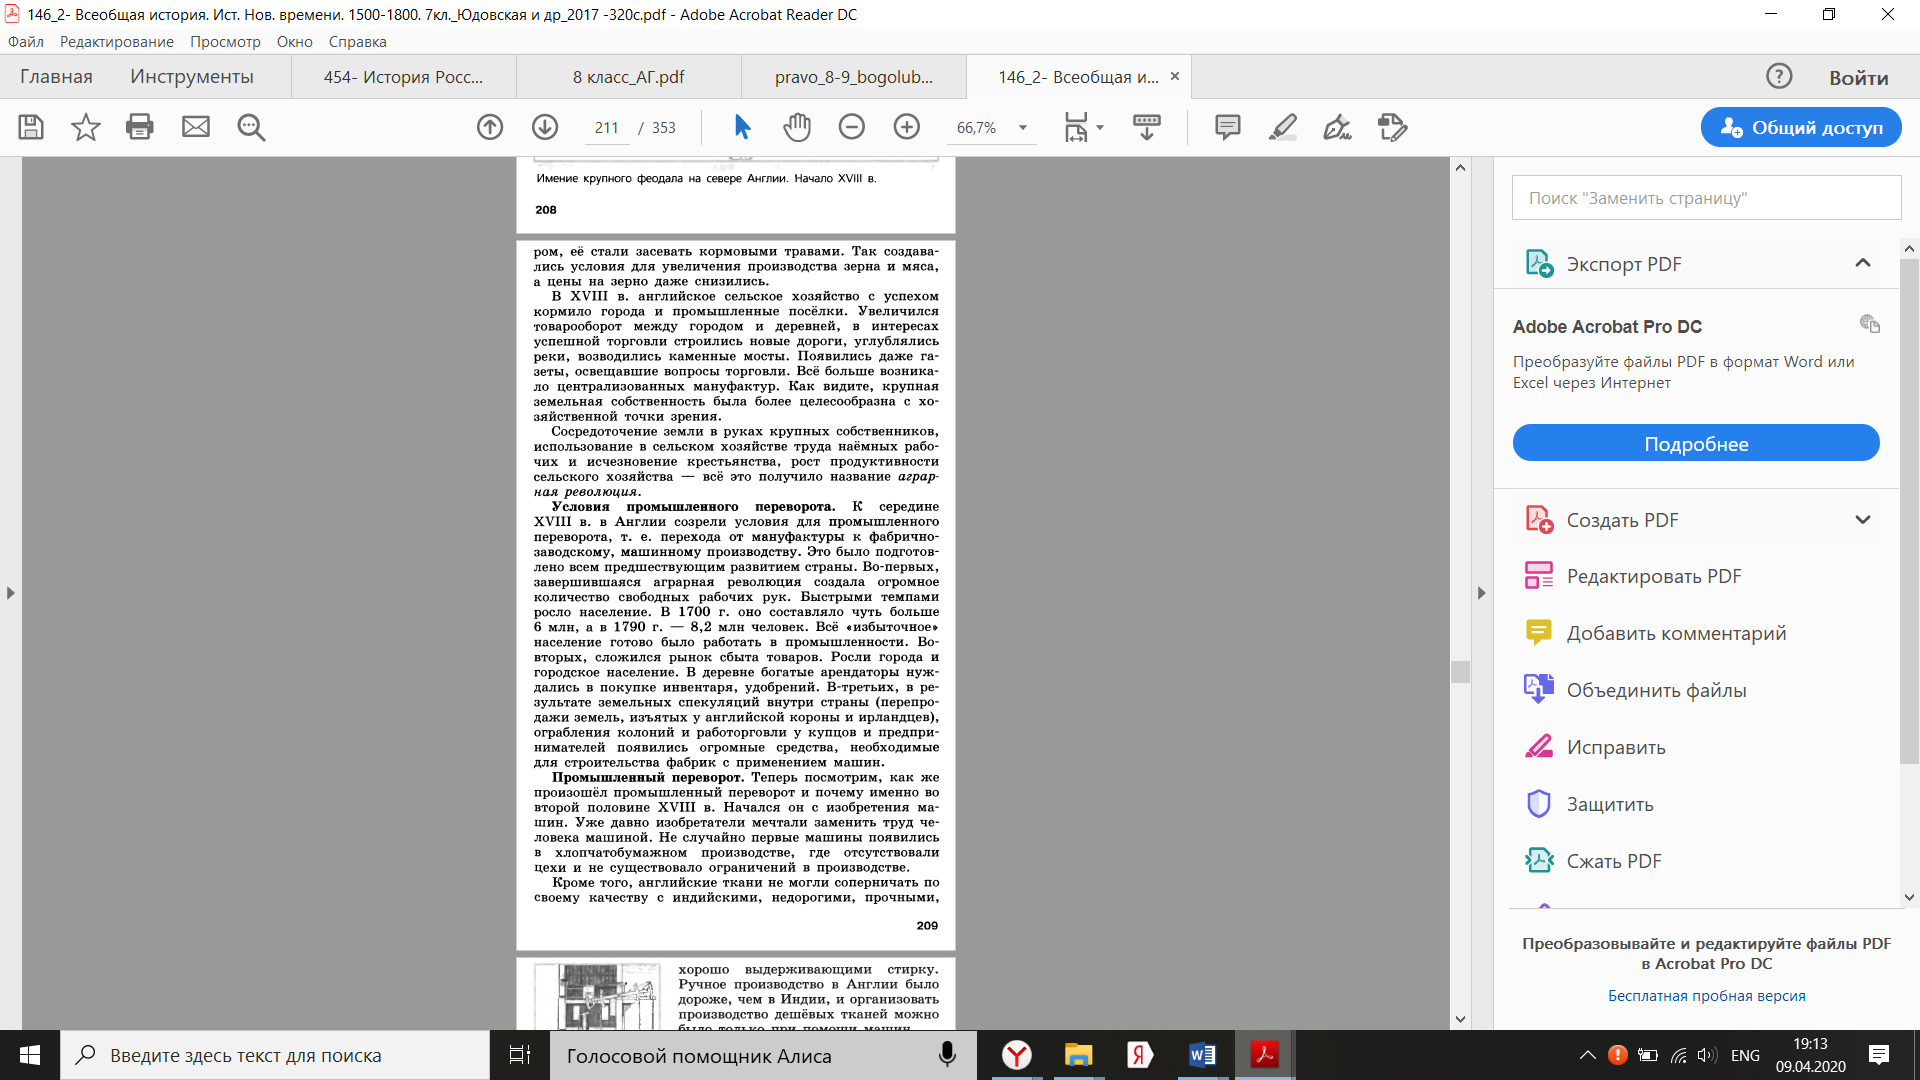 146_2- Всеобщая история. Ист. Нов. времени. 1500-1800. 7кл._Юдовская и др_2017 -320с.pdf - Adobe Acrobat Reader DC
Файл Редактирование Просмотр Окно Справка
Главная Инструменты 454- История Росс... 8 класс_АГ.pdf pravo_8-9_bogolub... 146_2- Всеобщая и... Войти
211 / 353 66,7% Общий доступ
Имение крупного феодала на севере Англии. Начало XVIII в.
208
ром, её стали засевать кормовыми травами. Так создава-
лись условия для увеличения производства зерна и мяса,
а цены на зерно даже снизились.
В XVIII в. английское сельское хозяйство с успехом
кормило города и промышленные посёлки. Увеличился
товарооборот между городом и деревней, в интересах
успешной торговли строились новые дороги, углублялись
реки, возводились каменные мосты. Появились даже га-
зеты, освещавшие вопросы торговли. Всё больше возника-
ло централизованных мануфактур. Как видите, крупная
земельная собственность была более целесообразна с хо-
зяйственной точки зрения.
Сосредоточение земли в руках крупных собственников,
использование в сельском хозяйстве труда наёмных рабо-
чих и исчезновение крестьянства, рост продуктивности
сельского хозяйства — всё это получило название аграр-
ная революция.
Условия промышленного переворота. К середине
XVIII в. в Англии созрели условия для промышленного
переворота, т. е. перехода от мануфактуры к фабрично-
заводскому, машинному производству. Это было подготов-
лено всем предшествующим развитием страны. Во-первых,
завершившаяся аграрная революция создала огромное
количество свободных рабочих рук. Быстрыми темпами
росло население. В 1700 г. оно составляло чуть больше
6 млн, а в 1790 г. — 8,2 млн человек. Всё «избыточное»
население готово было работать в промышленности. Во-
вторых, сложился рынок сбыта товаров. Росли города и
городское население. В деревне богатые арендаторы нуж-
дались в покупке инвентаря, удобрений. В-третьих, в ре-
зультате земельных спекуляций внутри страны (перепро-
дажи земель, изъятых у английской короны и ирландцев),
ограбления колоний и работорговли у купцов и предпри-
нимателей появились огромные средства, необходимые
для строительства фабрик с применением машин.
Промышленный переворот. Теперь посмотрим, как же
произошёл промышленный переворот и почему именно во
второй половине XVIII в. Начался он с изобретения ма-
шин. Уже давно изобретатели мечтали заменить труд че-
ловека машиной. Не случайно первые машины появились
в хлопчатобумажном производстве, где отсутствовали
цехи и не существовало ограничений в производстве.
Кроме того, английские ткани не могли соперничать по
своему качеству с индийскими, недорогими, прочными,
209
хорошо выдерживающими стирку.
Ручное производство в Англии было
дороже, чем в Индии, и организовать
производство дешёвых тканей можно
было только при помощи машин
Поиск "Заменить страницу"
Экспорт PDF
Adobe Acrobat Pro DC
Преобразуйте файлы PDF в формат Word или
Excel через Интернет
Подробнее
Создать PDF
Редактировать PDF
Добавить комментарий
Объединить файлы
Исправить
Защитить
Сжать PDF
Преобразовывайте и редактируйте файлы PDF
в Acrobat Pro DC
Бесплатная пробная версия
Введите здесь текст для поиска
Голосовой помощник Алиса
ENG
19:13
09.04.2020